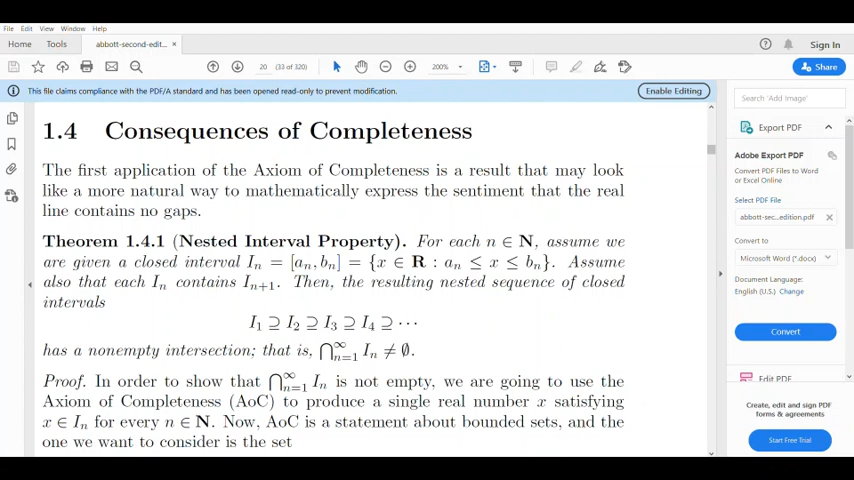 File Edit View Window Help
Home Tools abbott-second-edit... × Sign In
20 (33 of 320) 200% Share
This file claims compliance with the PDF/A standard and has been opened read-only to prevent modification. Enable Editing
1.4 Consequences of Completeness
The first application of the Axiom of Completeness is a result that may look
like a more natural way to mathematically express the sentiment that the real
line contains no gaps.
Theorem 1.4.1 (Nested Interval Property). For each n ∈ N, assume we
are given a closed interval Iₙ = [aₙ, bₙ] = {x ∈ R : aₙ ≤ x ≤ bₙ}. Assume
also that each Iₙ contains Iₙ₊₁. Then, the resulting nested sequence of closed
intervals
I₁ ⊇ I₂ ⊇ I₃ ⊇ I₄ ⊇ ···
has a nonempty intersection; that is, ⋂_{n=1}^∞ Iₙ ≠ ∅.
Proof. In order to show that ⋂_{n=1}^∞ Iₙ is not empty, we are going to use the
Axiom of Completeness (AoC) to produce a single real number x satisfying
x ∈ Iₙ for every n ∈ N. Now, AoC is a statement about bounded sets, and the
one we want to consider is the set
Search 'Add Image'
Export PDF
Adobe Export PDF
Convert PDF Files to Word
or Excel Online
Select PDF File
abbott-sec...edition.pdf ×
Convert to
Microsoft Word (*.docx)
Document Language:
English (U.S.) Change
Convert
Edit PDF
Create, edit and sign PDF
forms & agreements
Start Free Trial